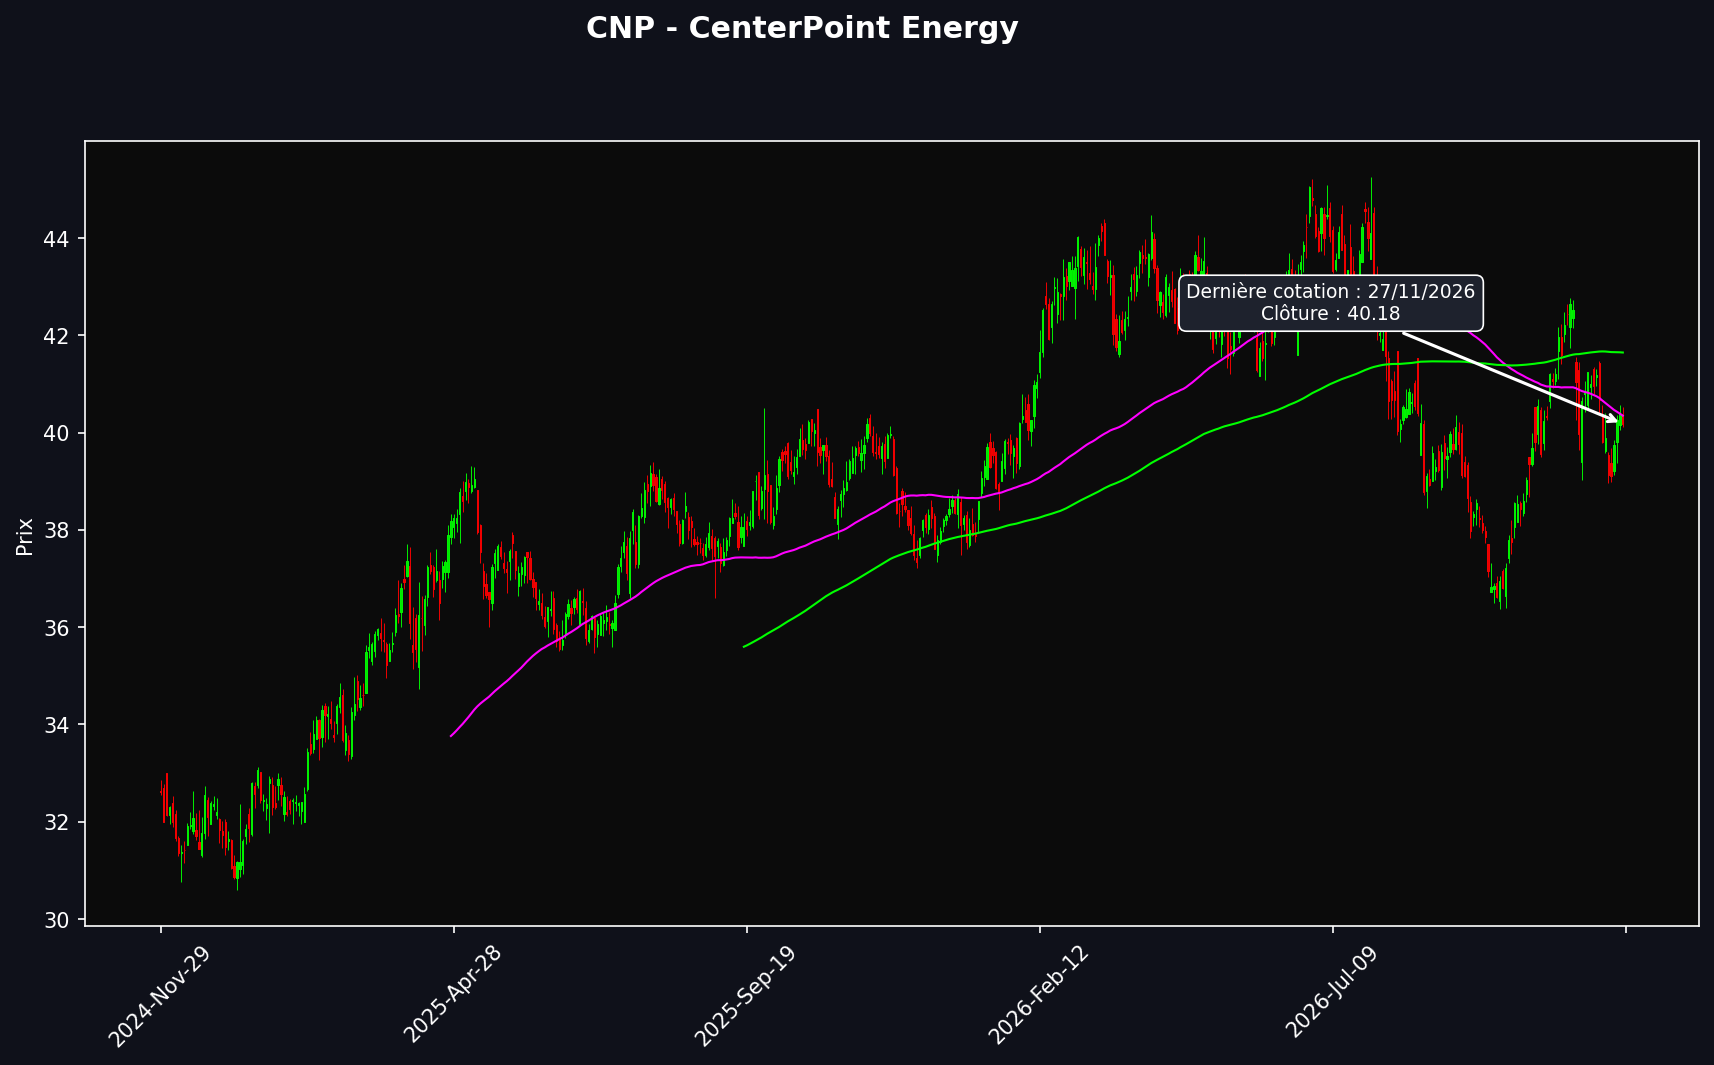 CNP - CenterPoint Energy
Prix
44
42
40
38
36
34
32
30
Dernière cotation : 27/11/2026
Clôture : 40.18
2024-Nov-29
2025-Apr-28
2025-Sep-19
2026-Feb-12
2026-Jul-09